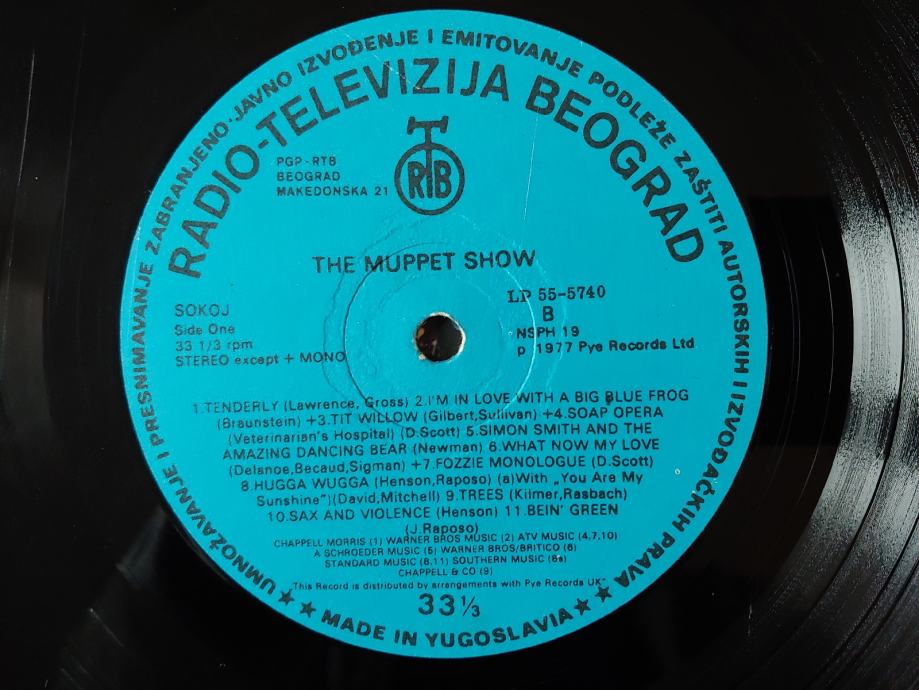 UMNOŽAVANJE I PRESNIMAVANJE ZABRANJENO·JAVNO IZVOĐENJE I EMITOVANJE PODLEŽE ZAŠTITI AUTORSKIH I IZVOĐAČKIH PRAVA ★★
RADIO-TELEVIZIJA BEOGRAD
PGP-RTB
BEOGRAD
MAKEDONSKA 21
RTB
THE MUPPET SHOW
SOKOJ
Side One
33 1/3 rpm
STEREO except + MONO
LP 55-5740
B
NSPH 19
p 1977 Pye Records Ltd
1.TENDERLY (Lawrence, Gross) 2.I'M IN LOVE WITH A BIG BLUE FROG
(Braunstein) +3.TIT WILLOW (Gilbert,Sullivan) +4.SOAP OPERA
(Veterinarian's Hospital) (D.Scott) 5.SIMON SMITH AND THE
AMAZING DANCING BEAR (Newman) 6.WHAT NOW MY LOVE
(Delanoe,Becaud,Sigman) +7.FOZZIE MONOLOGUE (D.Scott)
8.HUGGA WUGGA (Henson,Raposo) (a)With „You Are My
Sunshine")(David,Mitchell) 9.TREES (Kilmer,Rasbach)
10.SAX AND VIOLENCE (Henson) 11.BEIN' GREEN
(J.Raposo)
CHAPPELL MORRIS (1) WARNER BROS MUSIC (2) ATV MUSIC (4,7,10)
A SCHROEDER MUSIC (5) WARNER BROS/BRITICO (6)
STANDARD MUSIC (8.11) SOUTHERN MUSIC (8a)
CHAPPELL & CO (9)
This Record is distributed by arrangements with Pye Records UK
33⅓
★★ MADE IN YUGOSLAVIA ★★